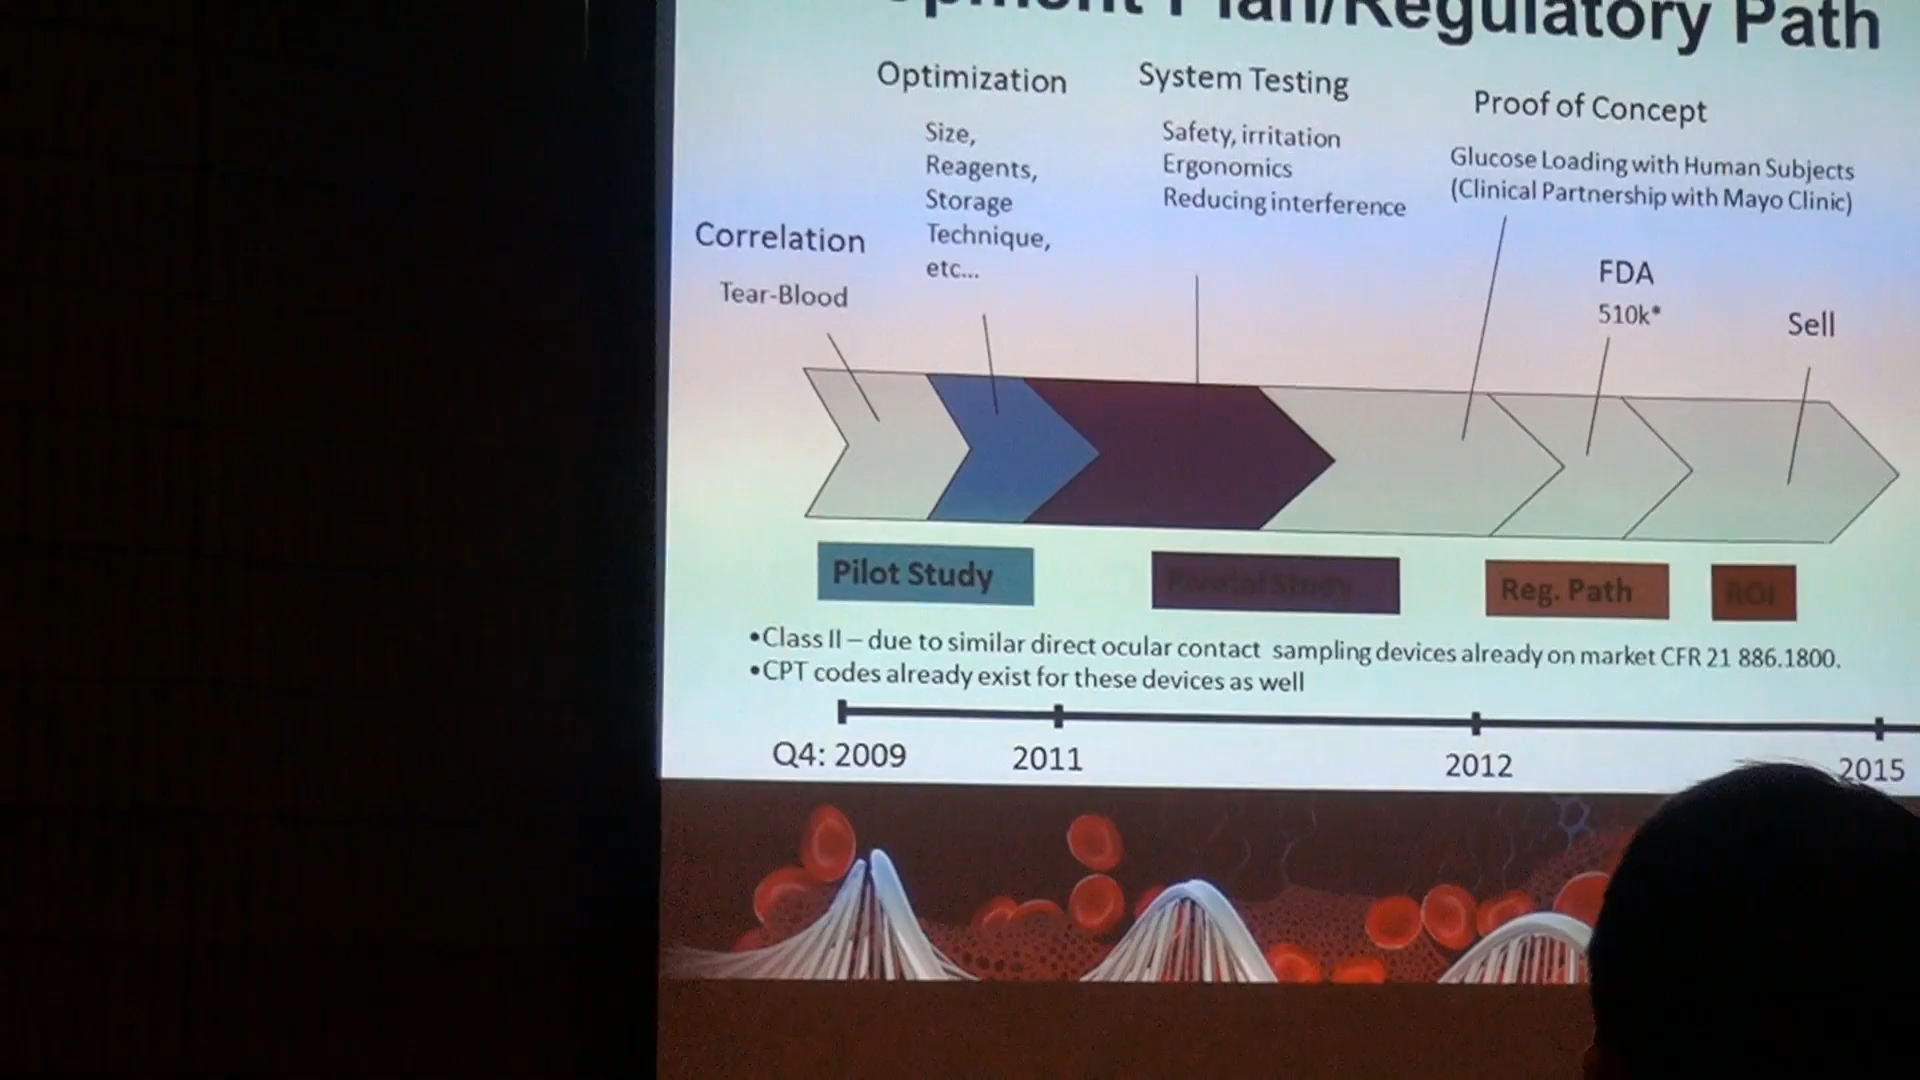 Plan/Regulatory Path
Optimization
Size,
Reagents,
Storage
Technique,
etc...
System Testing
Safety, irritation
Ergonomics
Reducing interference
Proof of Concept
Glucose Loading with Human Subjects
(Clinical Partnership with Mayo Clinic)
Correlation
Tear-Blood
FDA
510k*
Sell
Pilot Study
Pivotal Study
Reg. Path
ROI
•Class II – due to similar direct ocular contact sampling devices already on market CFR 21 886.1800.
•CPT codes already exist for these devices as well
Q4: 2009
2011
2012
2015